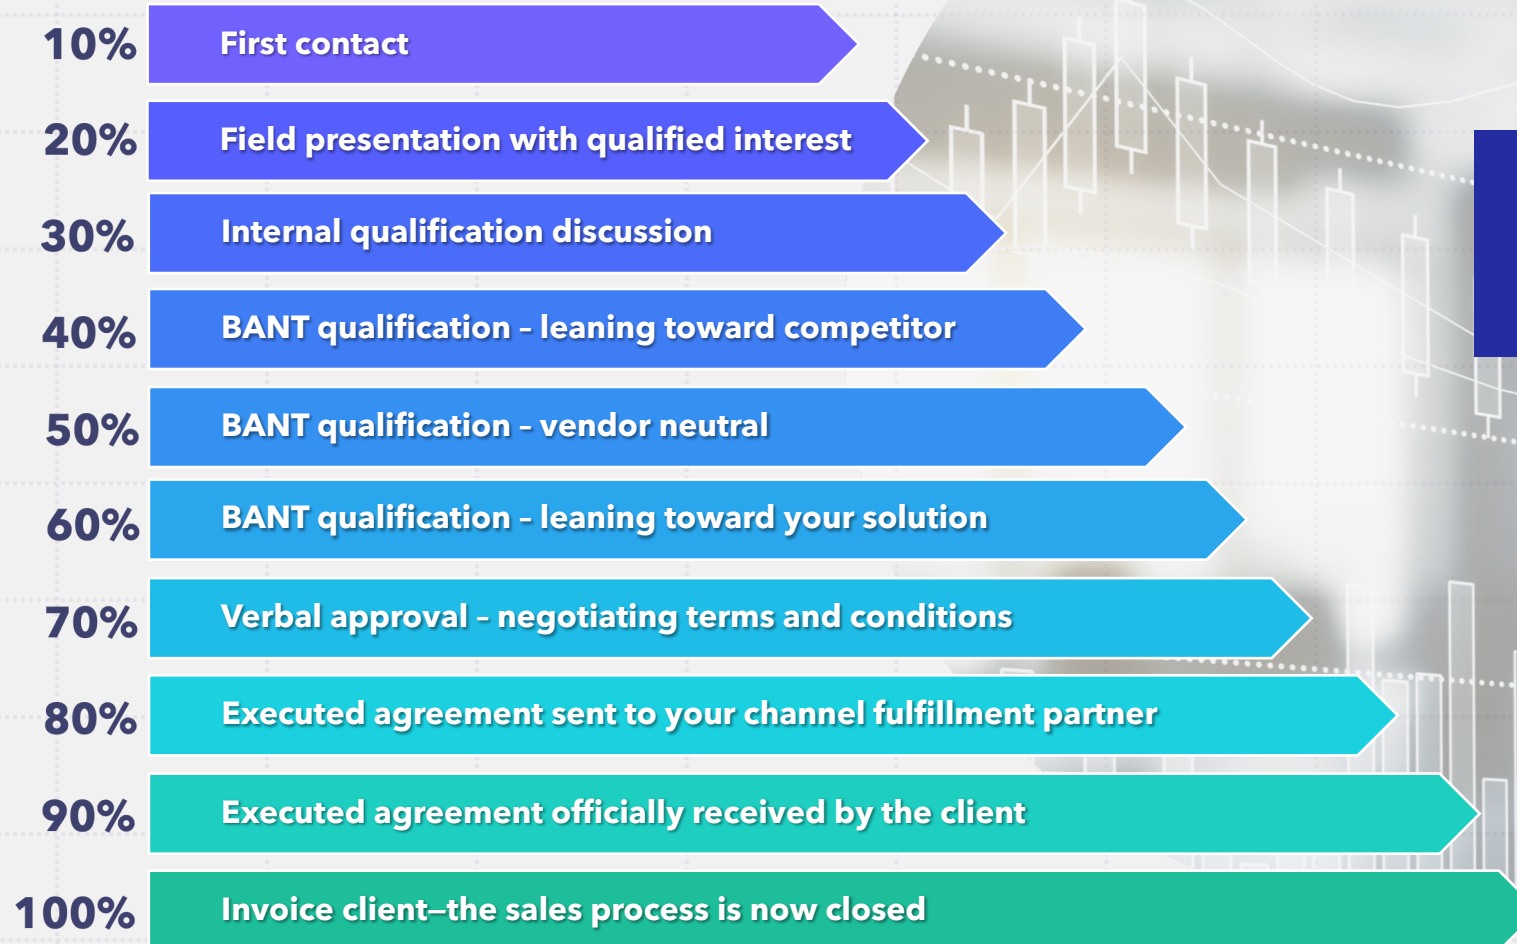 10% First contact
20% Field presentation with qualified interest
30% Internal qualification discussion
40% BANT qualification – leaning toward competitor
50% BANT qualification – vendor neutral
60% BANT qualification – leaning toward your solution
70% Verbal approval – negotiating terms and conditions
80% Executed agreement sent to your channel fulfillment partner
90% Executed agreement officially received by the client
100% Invoice client—the sales process is now closed